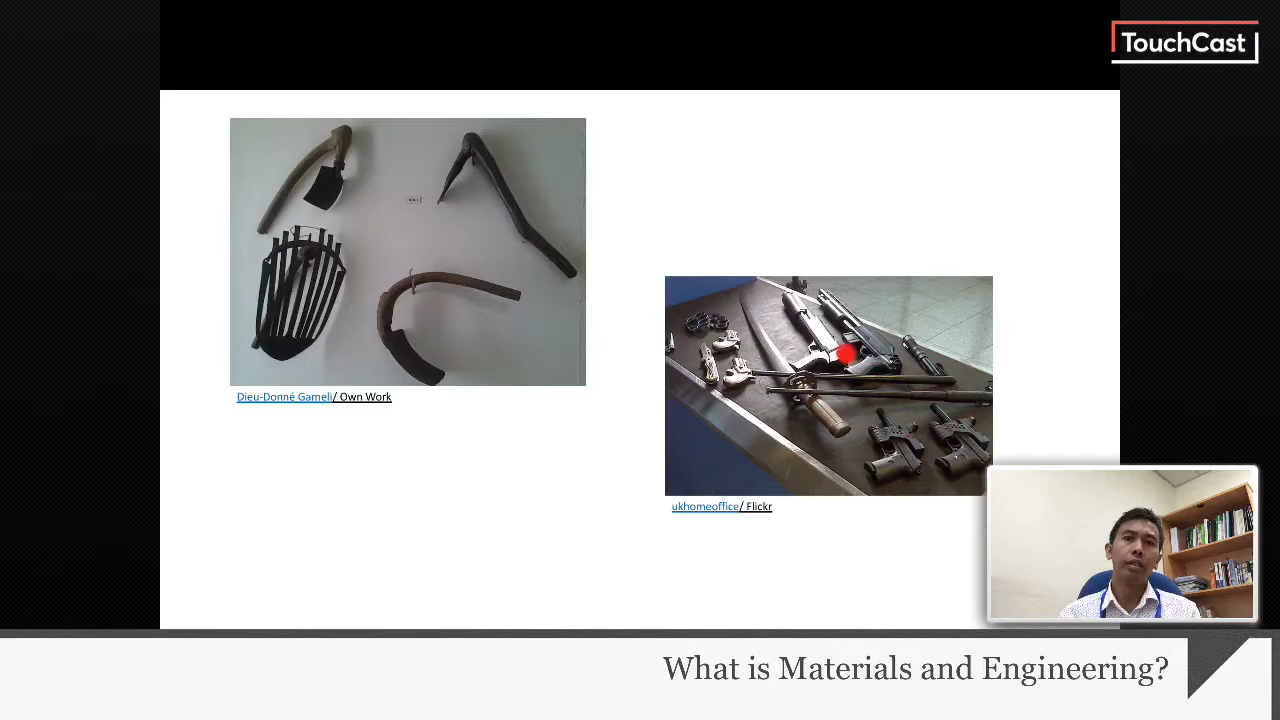 TouchCast
Dieu-Donné Gameli/ Own Work
ukhomeoffice/ Flickr
What is Materials and Engineering?